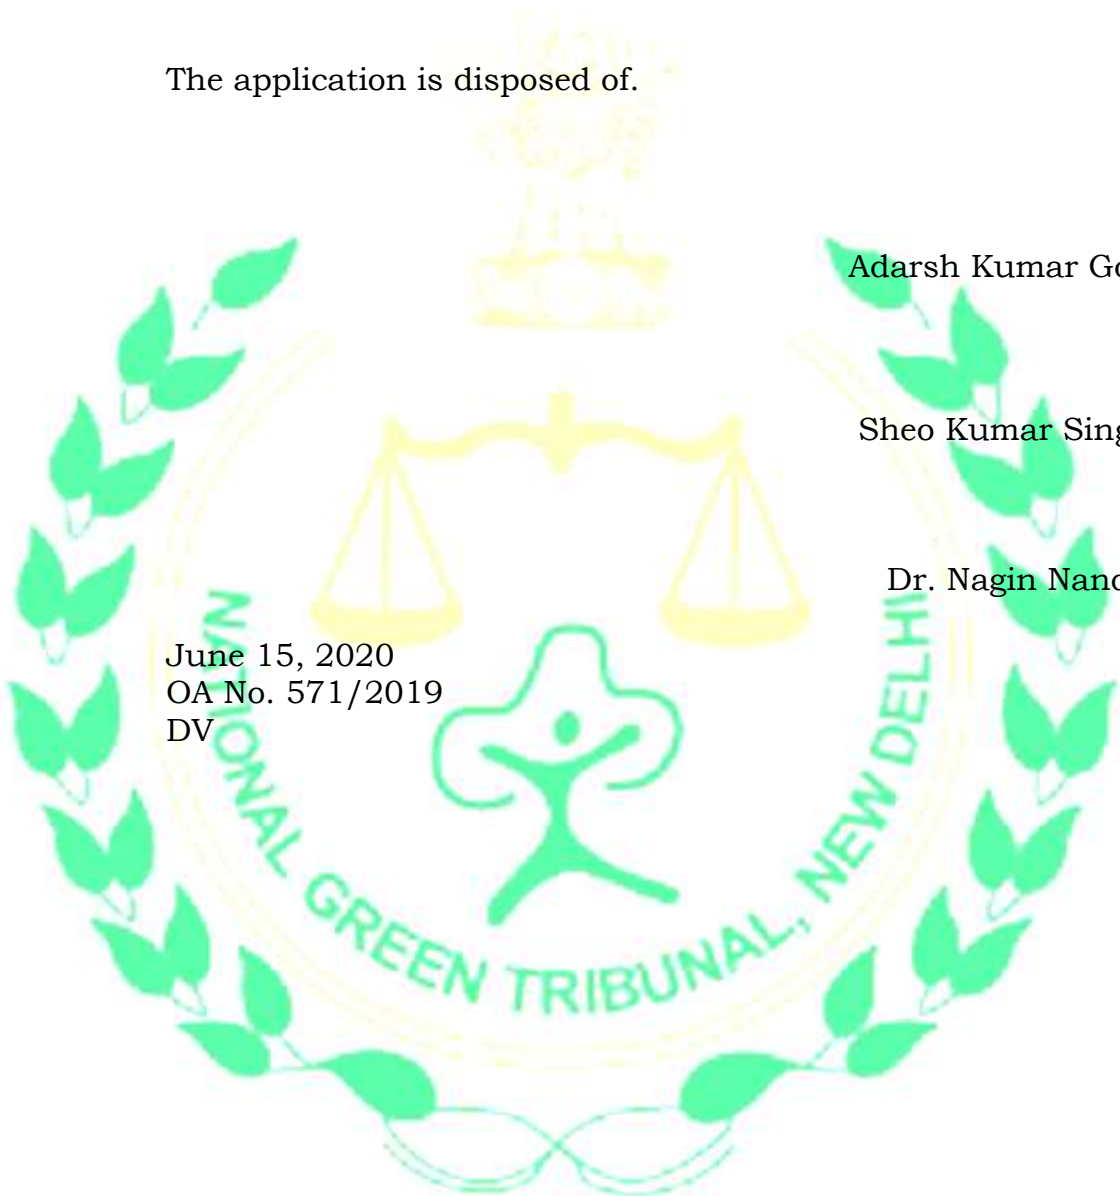 The application is disposed of.
Adarsh Kumar
Sheo Kumar
Dr. Nagin
June 15, 2020
OA No. 571/2019
DV
NATIONAL GREEN TRIBUNAL, NEW DELHI